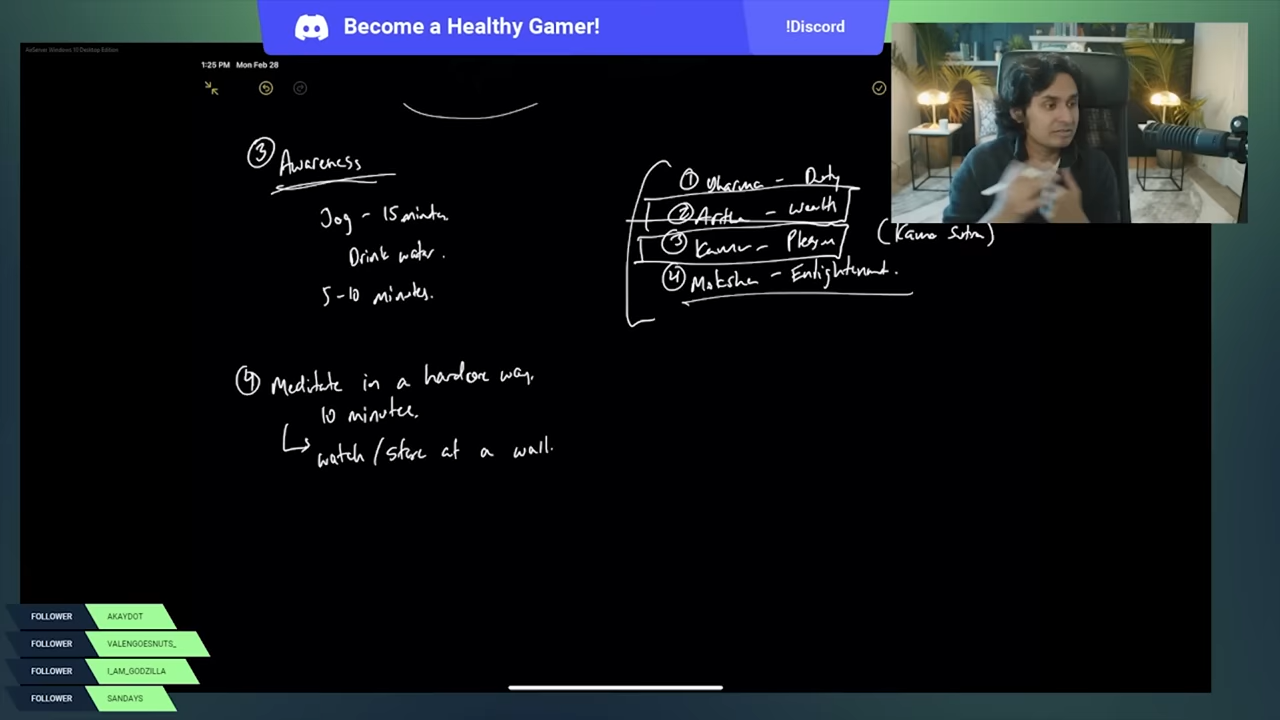 Become a Healthy Gamer!
!Discord
1:25 PM Mon Feb 28
③ Awareness
Jog - 15 minutes
Drink water.
5-10 minutes.
① Dharma - Duty
② Artha - Wealth
③ Kama - Pleasure
(Kama Sutra)
④ Moksha - Enlightenment.
④ Meditate in a hardcore way.
10 minutes.
watch / stare at a wall.
FOLLOWER AKAYDOT
FOLLOWER VALENGOESNUTS_
FOLLOWER I_AM_GODZILLA
FOLLOWER SANDAYS